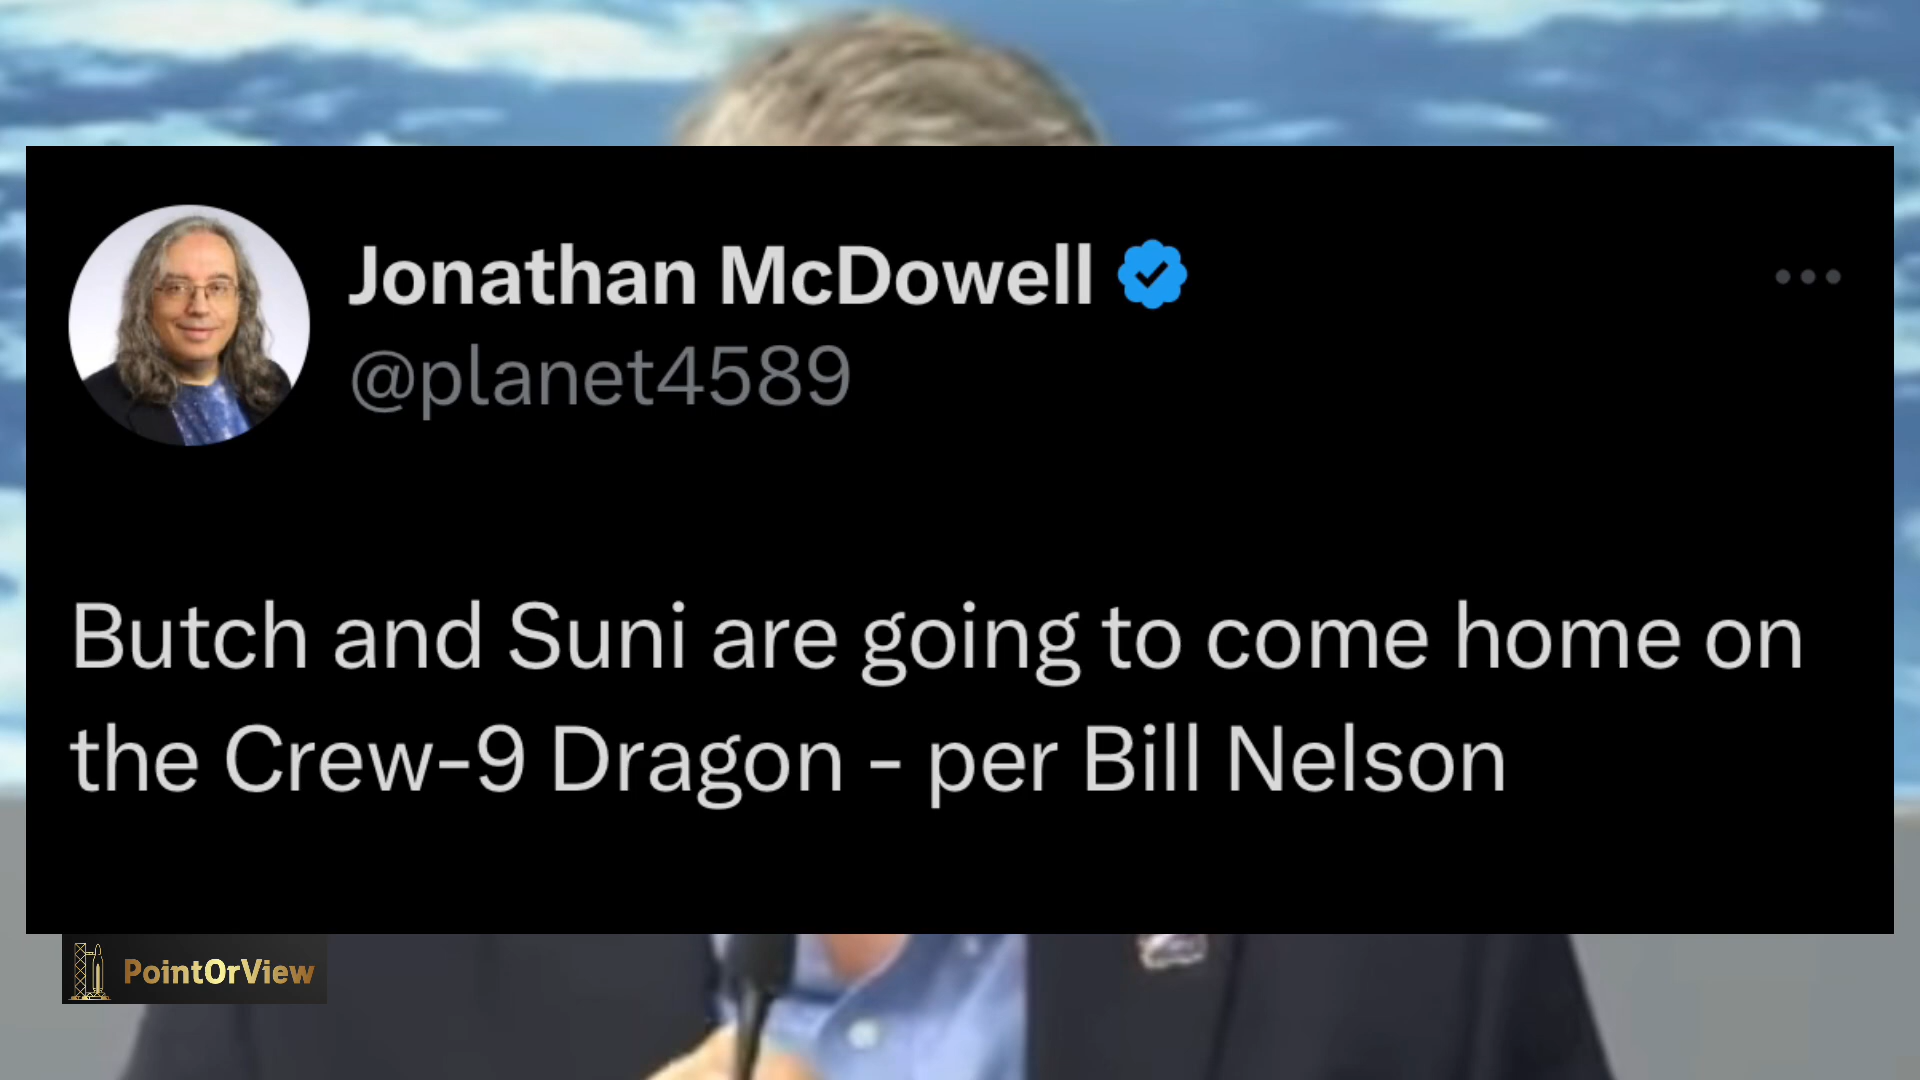 Jonathan McDowell
@planet4589
Butch and Suni are going to come home on
the Crew-9 Dragon - per Bill Nelson
PointOrView